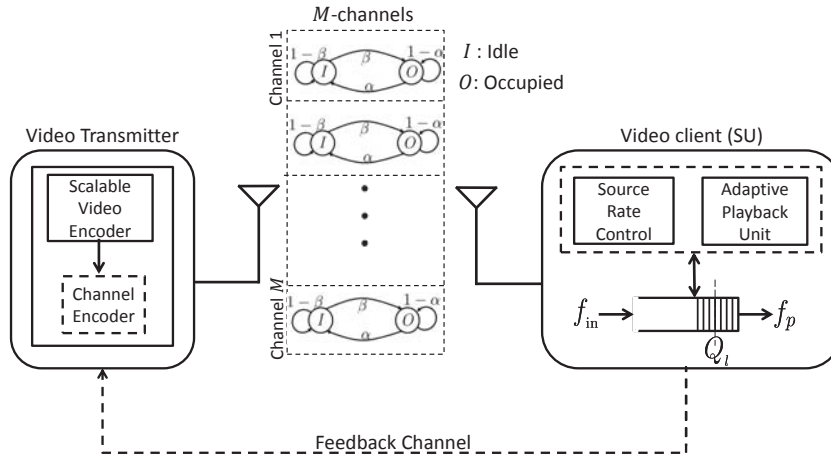 M-channels
Channel 1
1 − β
β
1 − α
I
O
α
I : Idle
O: Occupied
1 − β
β
1 − α
I
O
α
Channel M
1 − β
β
1 − α
I
O
α
Video Transmitter
Scalable
Video
Encoder
Channel
Encoder
Video client (SU)
Source
Rate
Control
Adaptive
Playback
Unit
f_in
f_p
Q_l
Feedback Channel